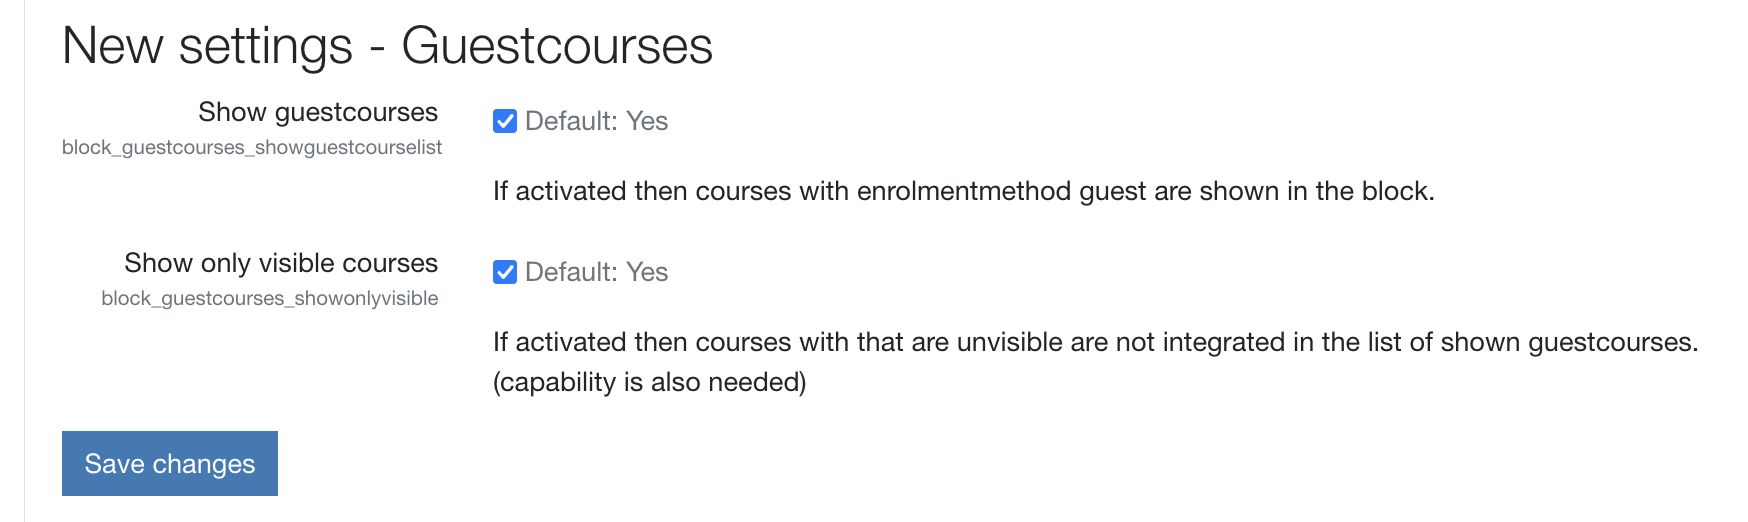 New settings - Guestcourses
Show guestcourses
block_guestcourses_showguestcourselist
Default: Yes
If activated then courses with enrolmentmethod guest are shown in the block.
Show only visible courses
block_guestcourses_showonlyvisible
Default: Yes
If activated then courses with that are unvisible are not integrated in the list of shown guestcourses.
(capability is also needed)
Save changes